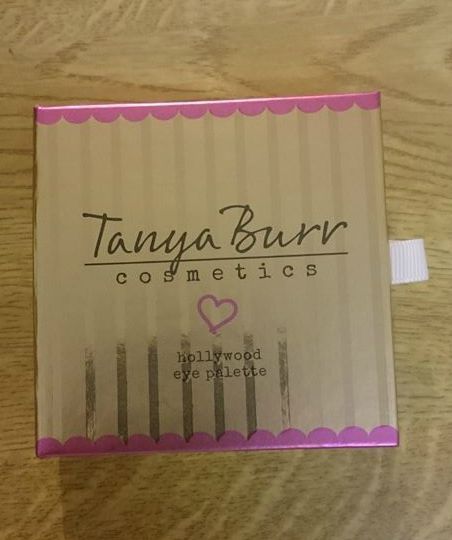 Tanya Burr
cosmetics
hollywood
eye palette